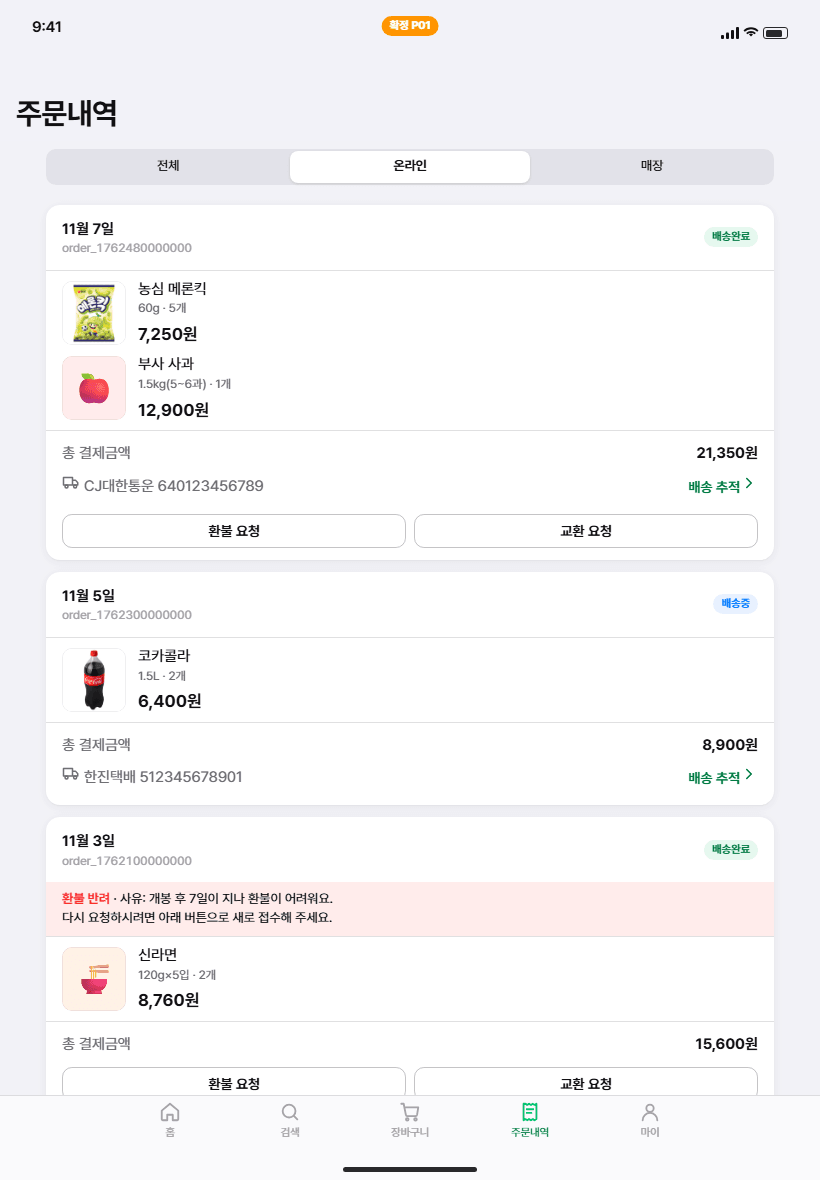 9:41
확정 P01
주문내역
전체
온라인
매장
11월 7일
order_1762480000000
배송완료
메론킥
농심 메론킥
60g · 5개
7,250원
부사 사과
1.5kg(5~6과) · 1개
12,900원
총 결제금액
21,350원
CJ대한통운 640123456789
배송 추적
환불 요청
교환 요청
11월 5일
order_1762300000000
배송중
코카콜라
1.5L · 2개
6,400원
총 결제금액
8,900원
한진택배 512345678901
배송 추적
11월 3일
order_1762100000000
배송완료
환불 반려 · 사유: 개봉 후 7일이 지나 환불이 어려워요.
다시 요청하시려면 아래 버튼으로 새로 접수해 주세요.
신라면
120g×5입 · 2개
8,760원
총 결제금액
15,600원
환불 요청
교환 요청
홈
검색
장바구니
주문내역
마이